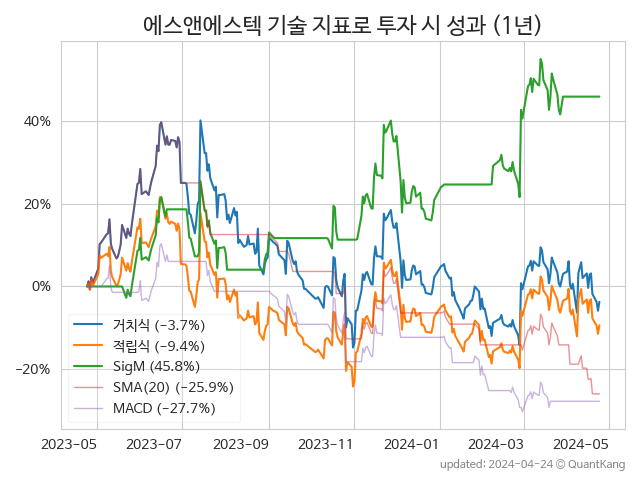 에스앤에스텍 기술 지표로 투자 시 성과 (1년)
40%
20%
0%
−20%
거치식 (−3.7%)
적립식 (−9.4%)
SigM (45.8%)
SMA(20) (−25.9%)
MACD (−27.7%)
2023-05 2023-07 2023-09 2023-11 2024-01 2024-03 2024-05
updated: 2024-04-24 © QuantKang